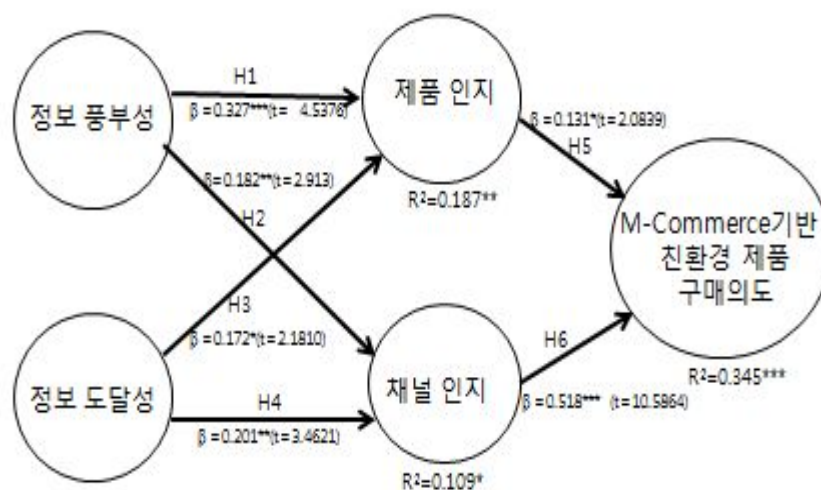 H1
β=0.327***(t= 4.5376)
정보 풍부성
제품 인지
β=0.131*(t=2.0839)
H5
β=0.182**(t=2.913)
R²=0.187**
H2
M-Commerce기반
친환경 제품
구매의도
H3
β=0.172*(t=2.1810)
H6
정보 도달성
채널 인지
R²=0.345***
H4
β=0.518*** (t=10.5864)
β=0.201**(t=3.4621)
R²=0.109*